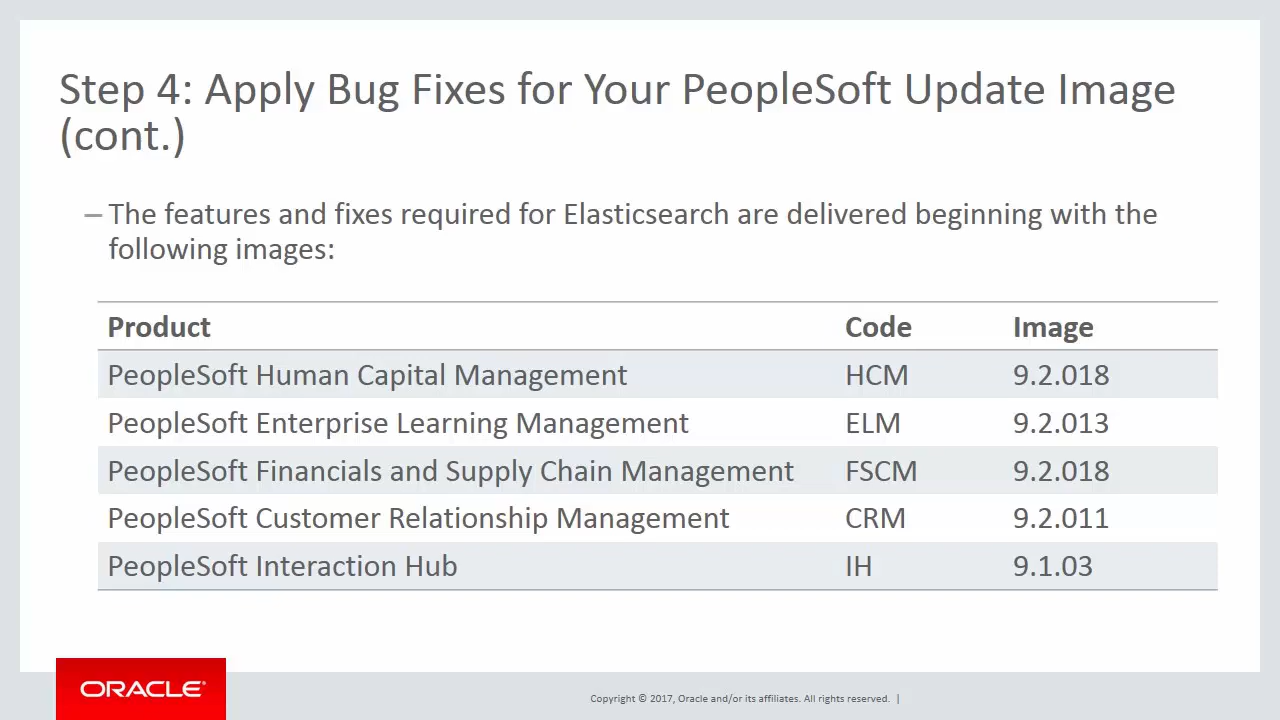 Step 4: Apply Bug Fixes for Your PeopleSoft Update Image
(cont.)
– The features and fixes required for Elasticsearch are delivered beginning with the
following images:
Product Code Image
PeopleSoft Human Capital Management HCM 9.2.018
PeopleSoft Enterprise Learning Management ELM 9.2.013
PeopleSoft Financials and Supply Chain Management FSCM 9.2.018
PeopleSoft Customer Relationship Management CRM 9.2.011
PeopleSoft Interaction Hub IH 9.1.03
ORACLE®
Copyright © 2017, Oracle and/or its affiliates. All rights reserved. |